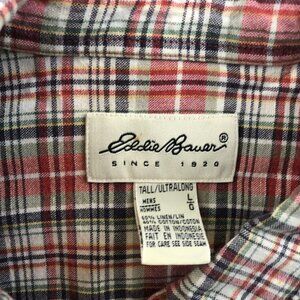 Eddie Bauer®
SINCE 1920
TALL/ULTRALONG
MENS L
HOMMES G
60% LINEN/LIN
40% COTTON/COTON
MADE IN INDONESIA
FAIT EN INDONESIE
FOR CARE SEE SIDE SEAM